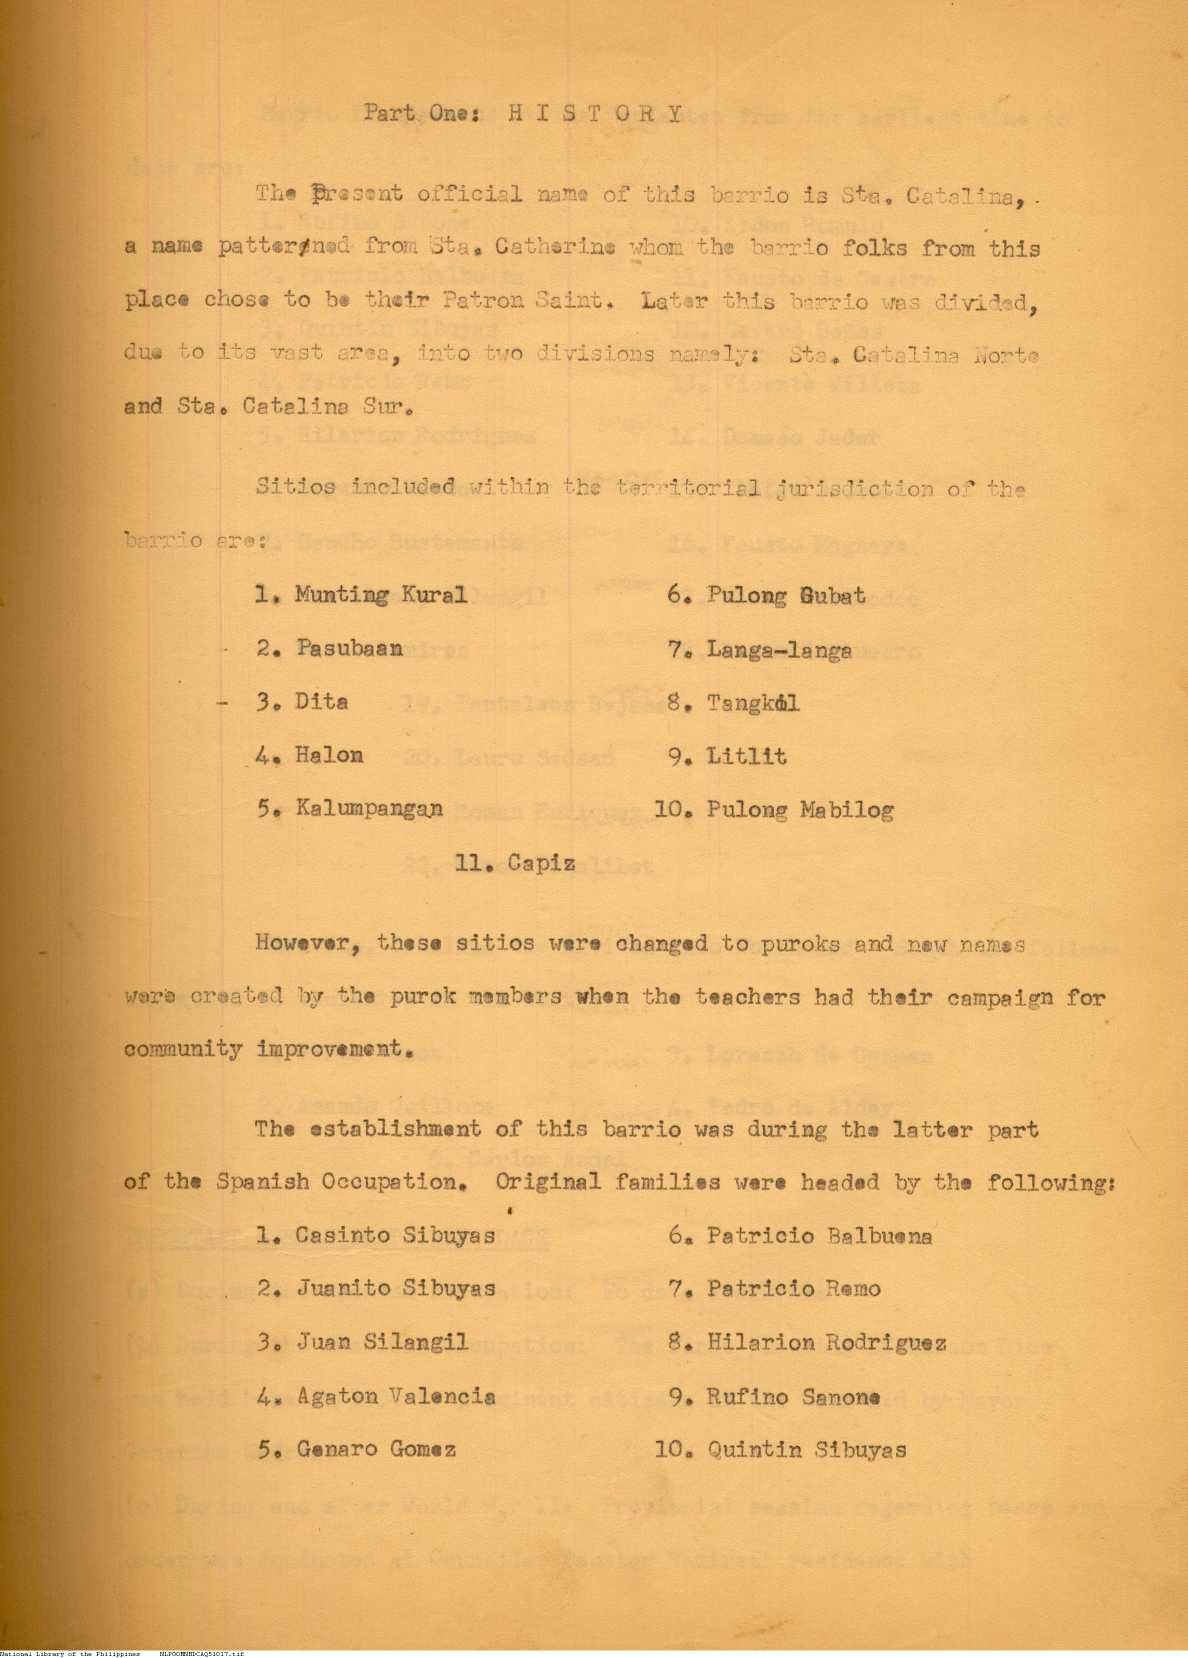 Part One: H I S T O R Y
The Present official name of this barrio is Sta. Catalina,
a name patterned from Sta. Catherine whom the barrio folks from this
place chose to be their Patron Saint. Later this barrio was divided,
due to its vast area, into two divisions namely: Sta. Catalina Norte
and Sta. Catalina Sur.
Sitios included within the territorial jurisdiction of the
barrio are:
1. Munting Kural 6. Pulong Gubat
2. Pasubaan 7. Langa-langa
- 3. Dita 8. Tangkol
4. Halon 9. Litlit
5. Kalumpangan 10. Pulong Mabilog
11. Capiz
However, these sitios were changed to puroks and new names
were created by the purok members when the teachers had their campaign for
community improvement.
The establishment of this barrio was during the latter part
of the Spanish Occupation. Original families were headed by the following:
1. Casinto Sibuyas 6. Patricio Balbuena
2. Juanito Sibuyas 7. Patricio Remo
3. Juan Silangil 8. Hilarion Rodriguez
4. Agaton Valencia 9. Rufino Sanone
5. Genaro Gomez 10. Quintin Sibuyas
National Library of the Philippines